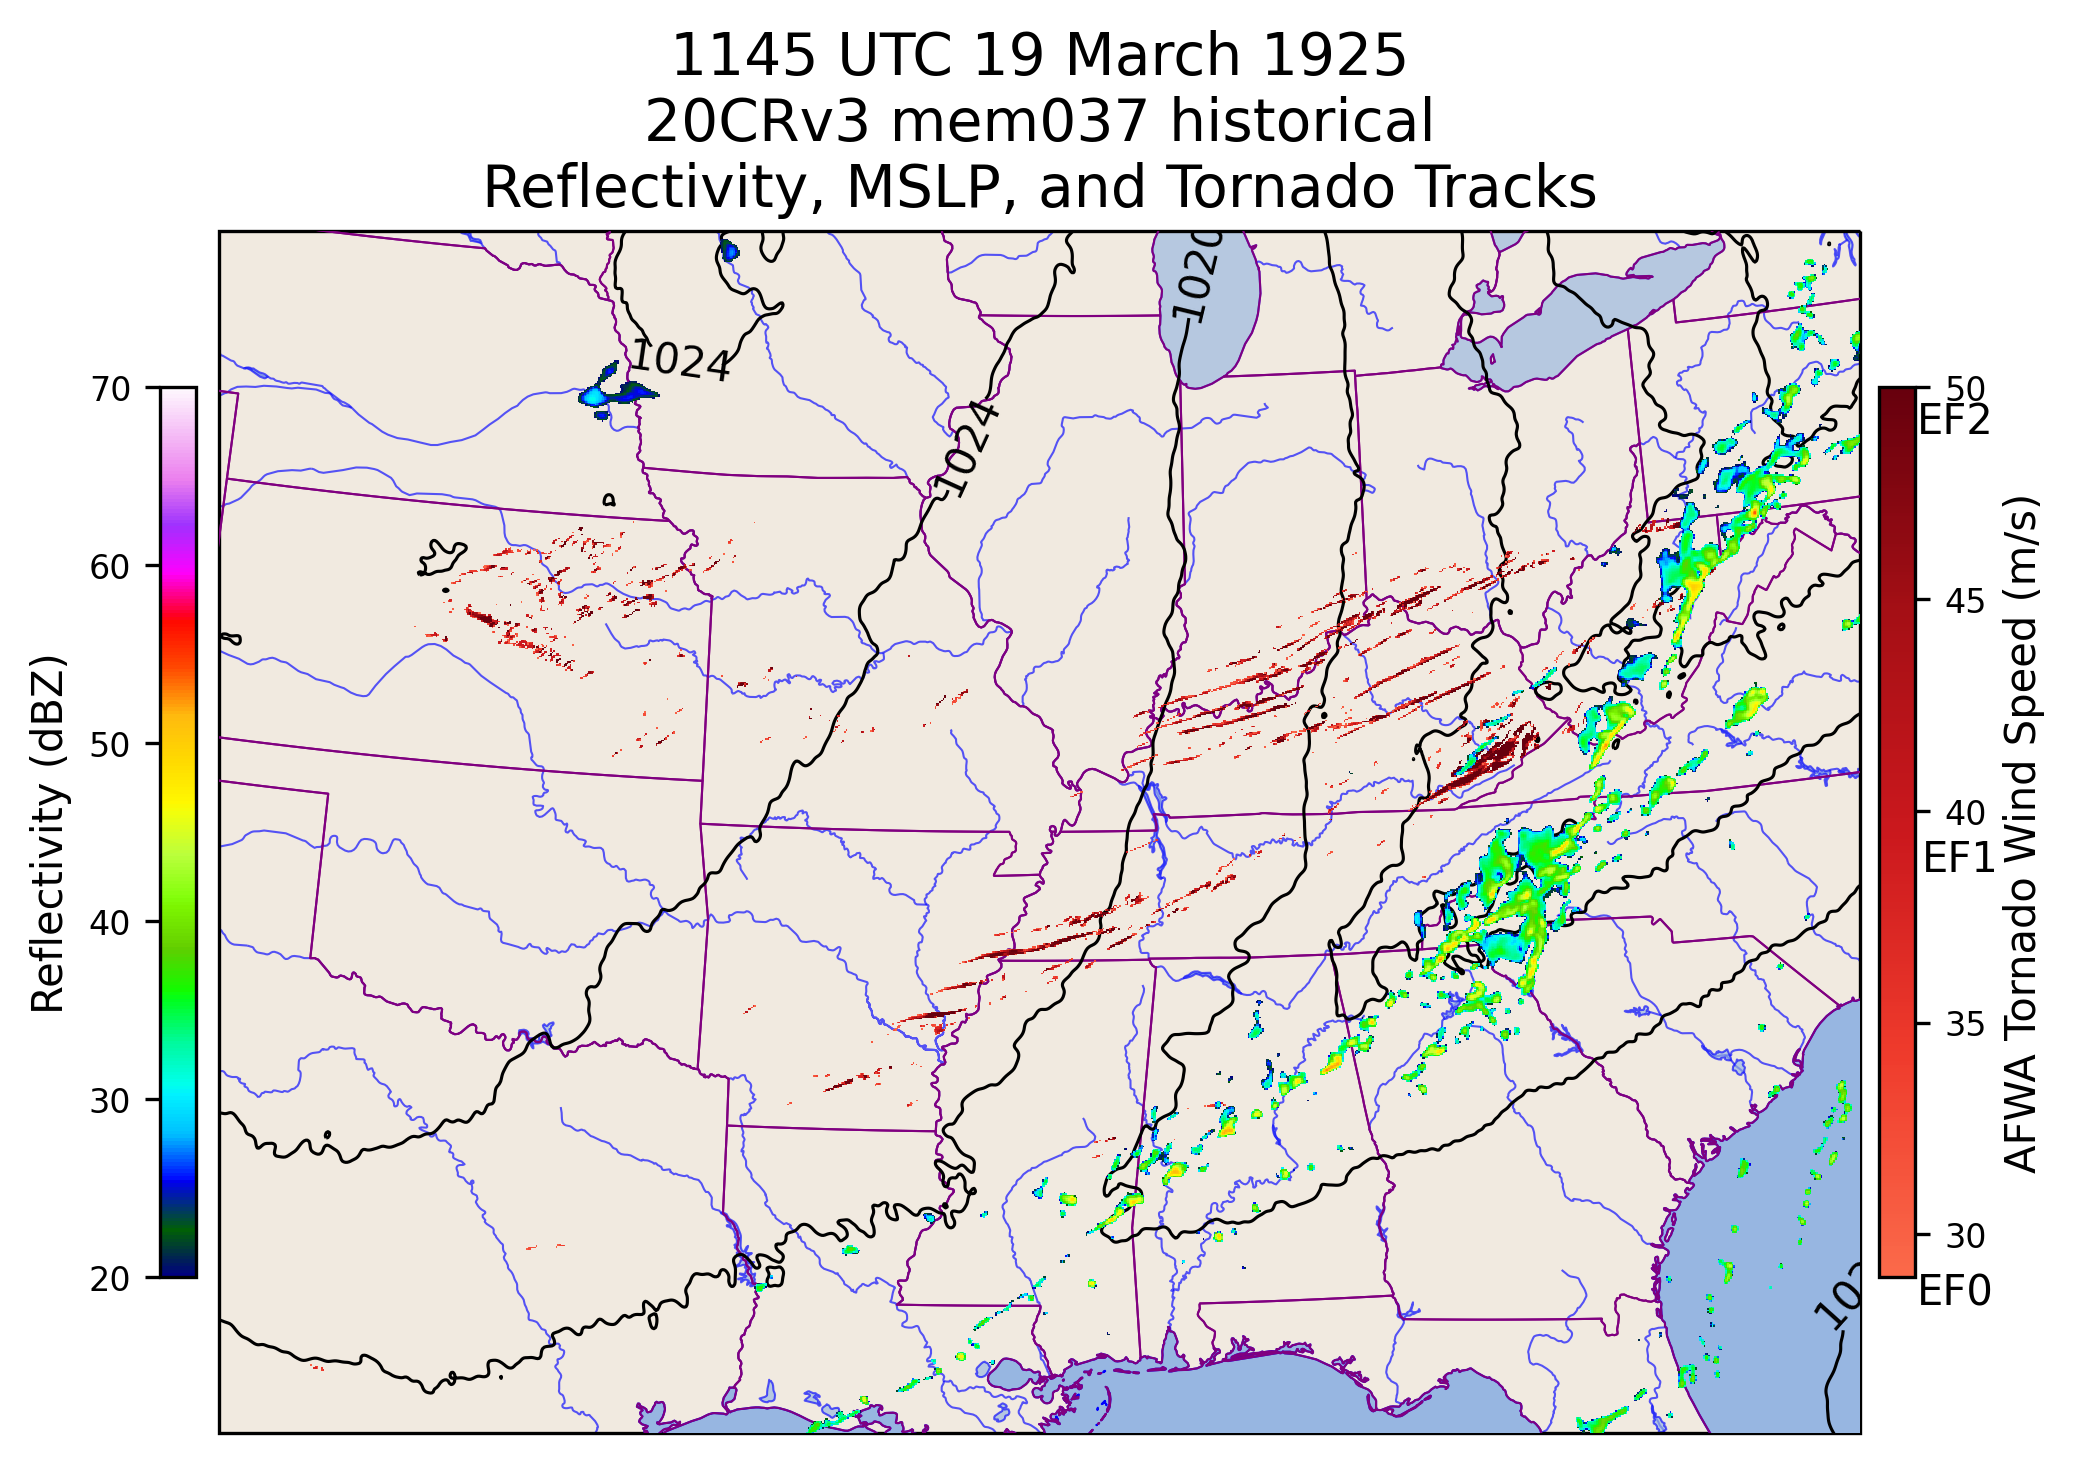 1145 UTC 19 March 1925
20CRv3 mem037 historical
Reflectivity, MSLP, and Tornado Tracks
Reflectivity (dBZ)
70
60
50
40
30
20
1024
1024
1020
50
EF2
45
40
EF1
35
30
EF0
AFWA Tornado Wind Speed (m/s)